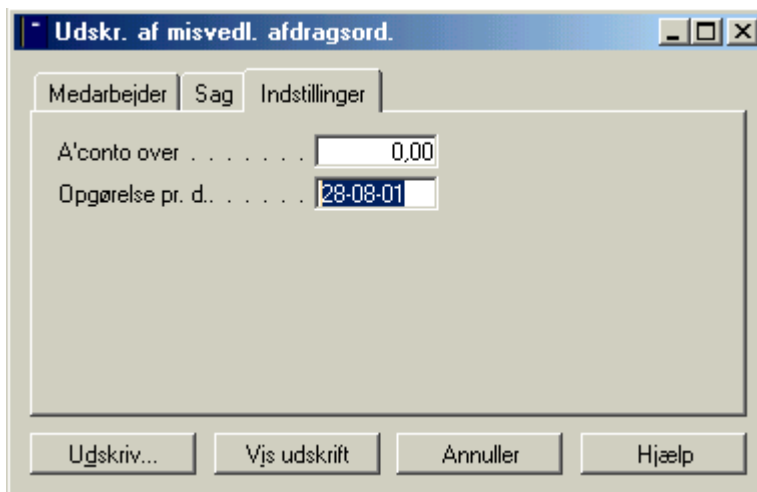 Udskr. af misvedl. afdragsord.
Medarbejder Sag Indstillinger
A'conto over . . . . . . . 0,00
Opgørelse pr. d.. . . . . . 28-08-01
Udskriv... Vis udskrift Annuller Hjælp